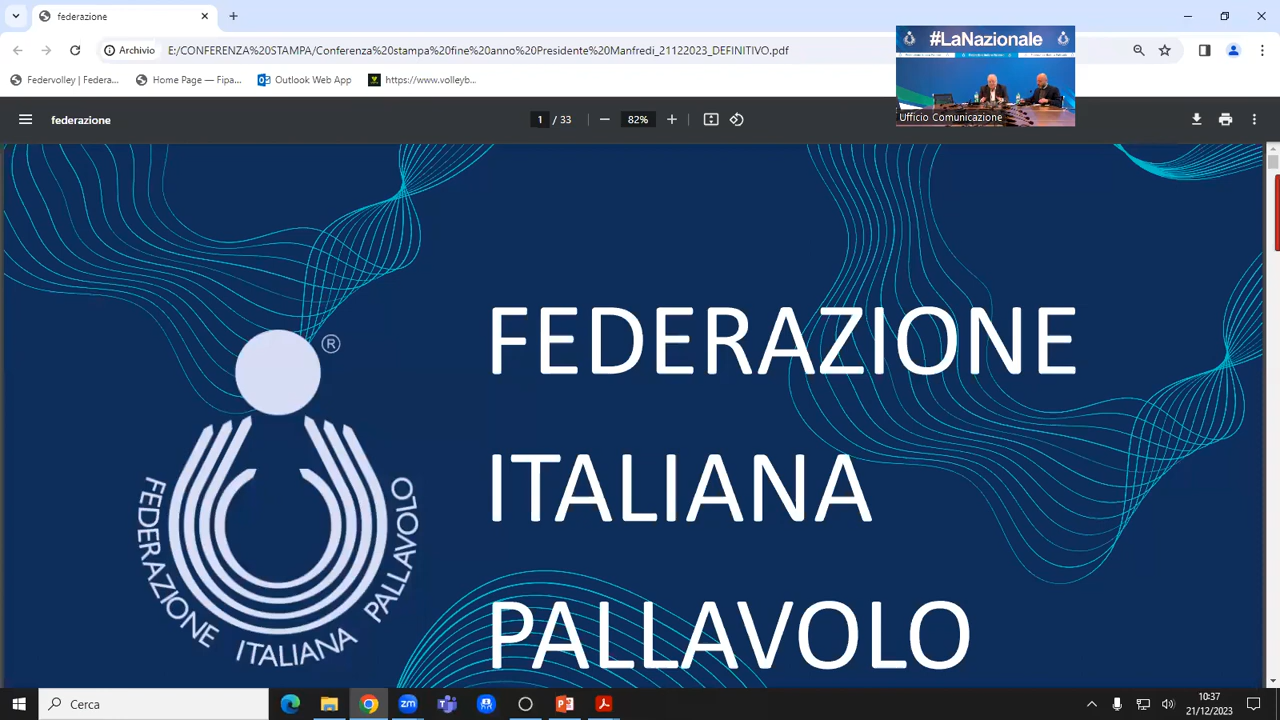 federazione
Archivio
E:/CONFERENZA%20STAMPA/Conferenza%20stampa%20fine%20anno%20Presidente%20Manfredi_21122023_DEFINITIVO.pdf
Federvolley | Federa...
Home Page — Fipa...
Outlook Web App
https://www.volleyb...
#LaNazionale
Ufficio Comunicazione
federazione
1 / 33
82%
FEDERAZIONE
ITALIANA
PALLAVOLO
®
FEDERAZIONE ITALIANA PALLAVOLO
Cerca
zm
10:37
21/12/2023